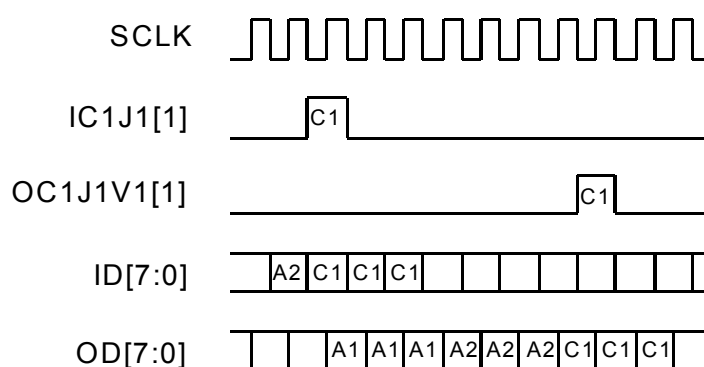 SCLK
IC1J1[1] C1
OC1J1V1[1] C1
ID[7:0] A2 C1 C1 C1
OD[7:0] A1 A1 A1 A2 A2 A2 C1 C1 C1